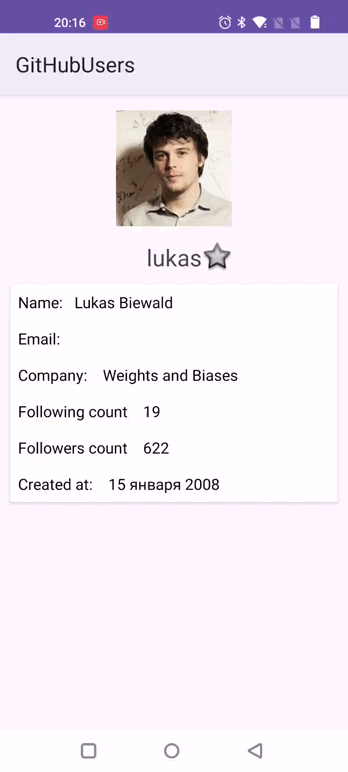 20:16
GitHubUsers
lukas
Name: Lukas Biewald
Email:
Company: Weights and Biases
Following count 19
Followers count 622
Created at: 15 января 2008